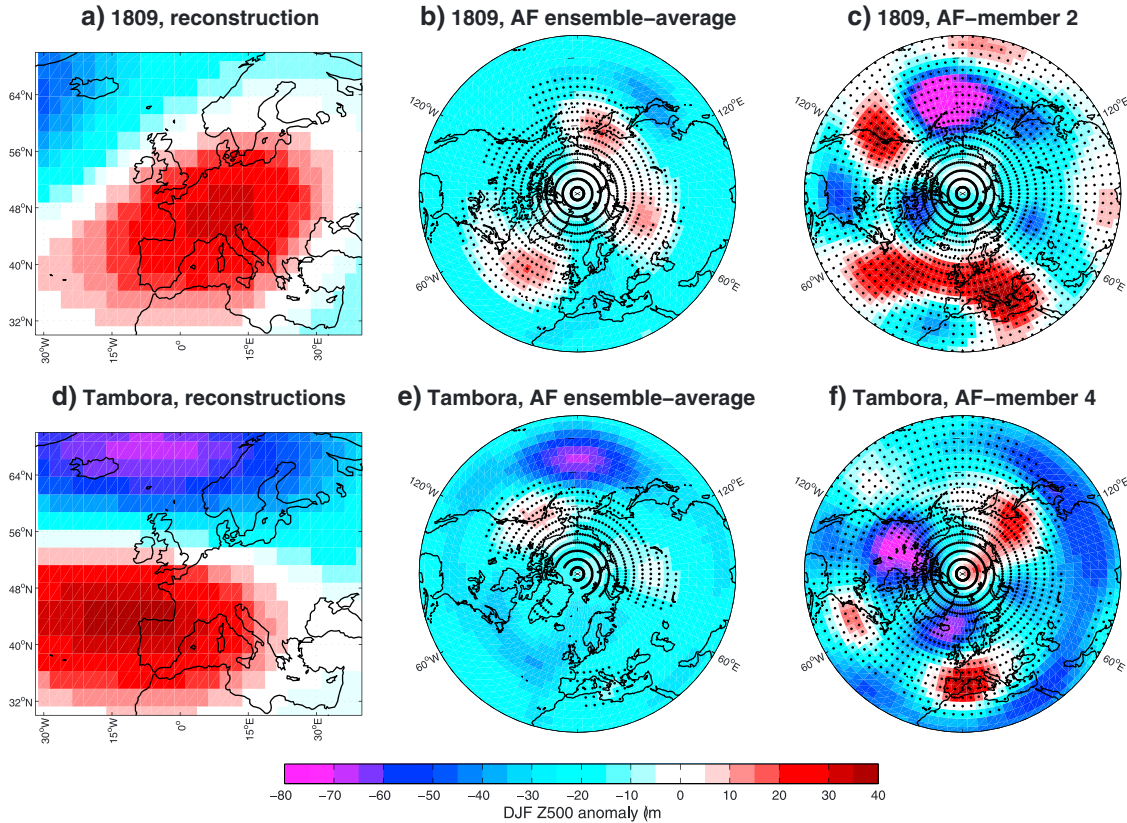 a) 1809, reconstruction
b) 1809, AF ensemble−average
c) 1809, AF−member 2
64°N
56°N
48°N
40°N
32°N
30°W
15°W
0°
15°E
30°E
120°W
120°E
60°W
60°E
120°W
120°E
60°W
60°E
d) Tambora, reconstructions
e) Tambora, AF ensemble−average
f) Tambora, AF−member 4
64°N
56°N
48°N
40°N
32°N
30°W
15°W
0°
15°E
30°E
120°W
120°E
60°W
60°E
120°W
120°E
60°W
60°E
−80 −70 −60 −50 −40 −30 −20 −10 0 10 20 30 40
DJF Z500 anomaly (m